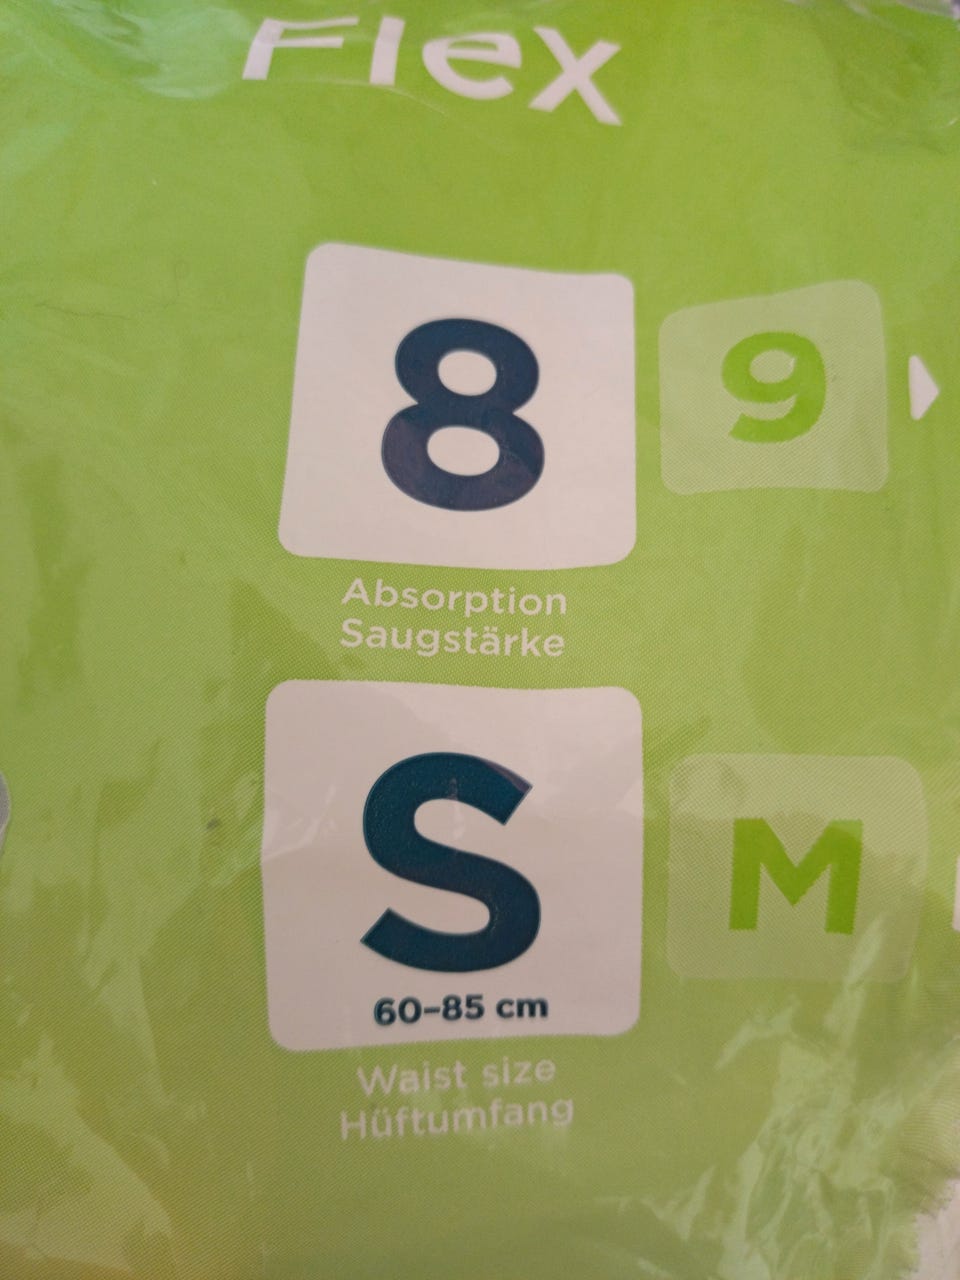 Flex
8 9
Absorption
Saugstärke
S M
60–85 cm
Waist size
Hüftumfang